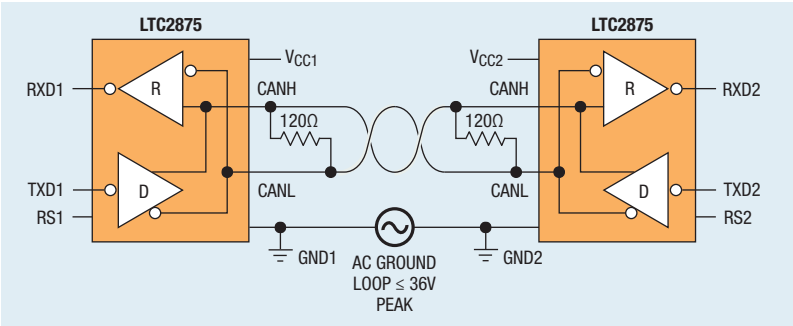 LTC2875
LTC2875
VCC1
VCC2
RXD1
R
CANH
CANH
R
RXD2
120Ω
120Ω
TXD1
D
CANL
CANL
D
TXD2
RS1
RS2
GND1
GND2
AC GROUND
LOOP ≤ 36V
PEAK